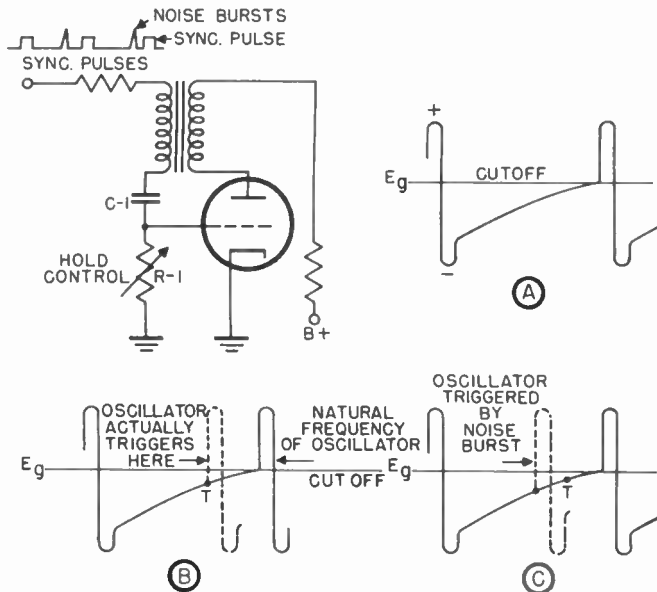 NOISE BURSTS
SYNC. PULSE
SYNC. PULSES
C-1
HOLD
CONTROL
R-1
B+
+
Eg
CUTOFF
−
A
OSCILLATOR
ACTUALLY
TRIGGERS
HERE
Eg
T
NATURAL
FREQUENCY
OF OSCILLATOR
CUT OFF
B
OSCILLATOR
TRIGGERED
BY
NOISE
BURST
Eg
T
C